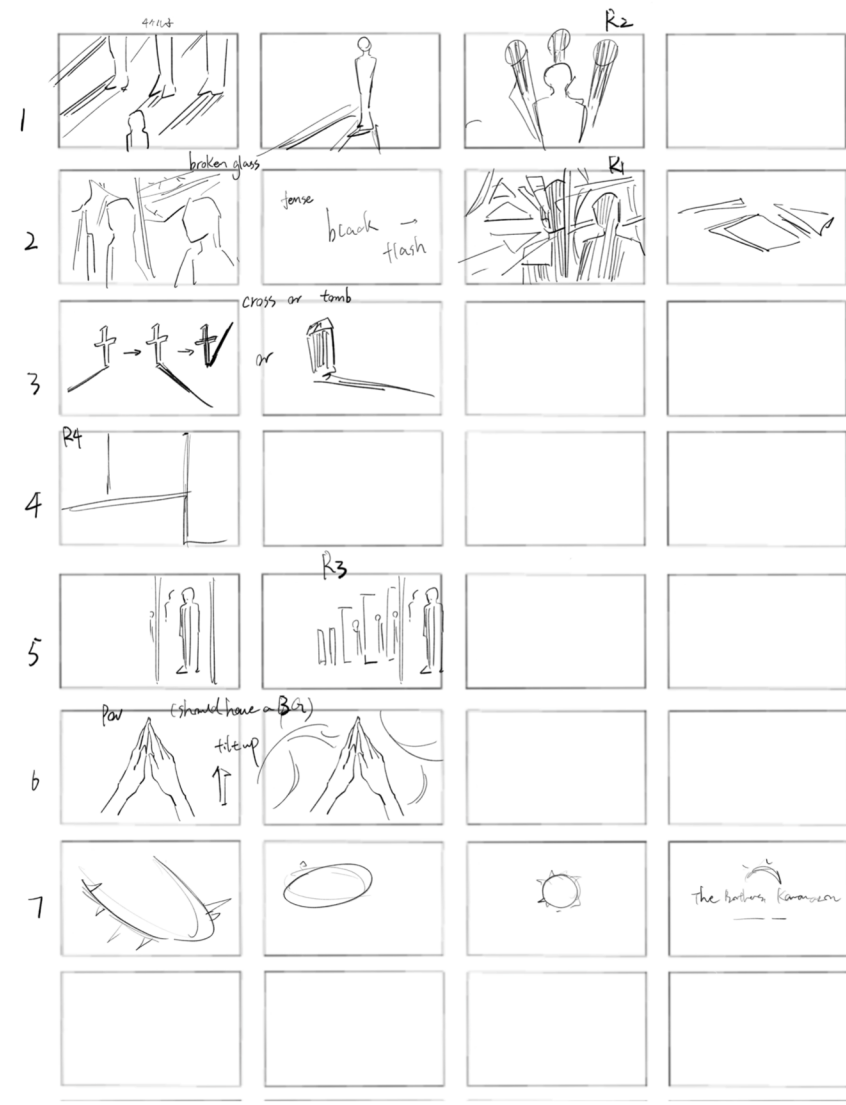 R2
1
broken glass
R1
2
tense
black →
flash
cross or tomb
3
or
R4
4
R3
5
Pov (should have a BG)
tilt up
6
7
The Brothers Karamazov